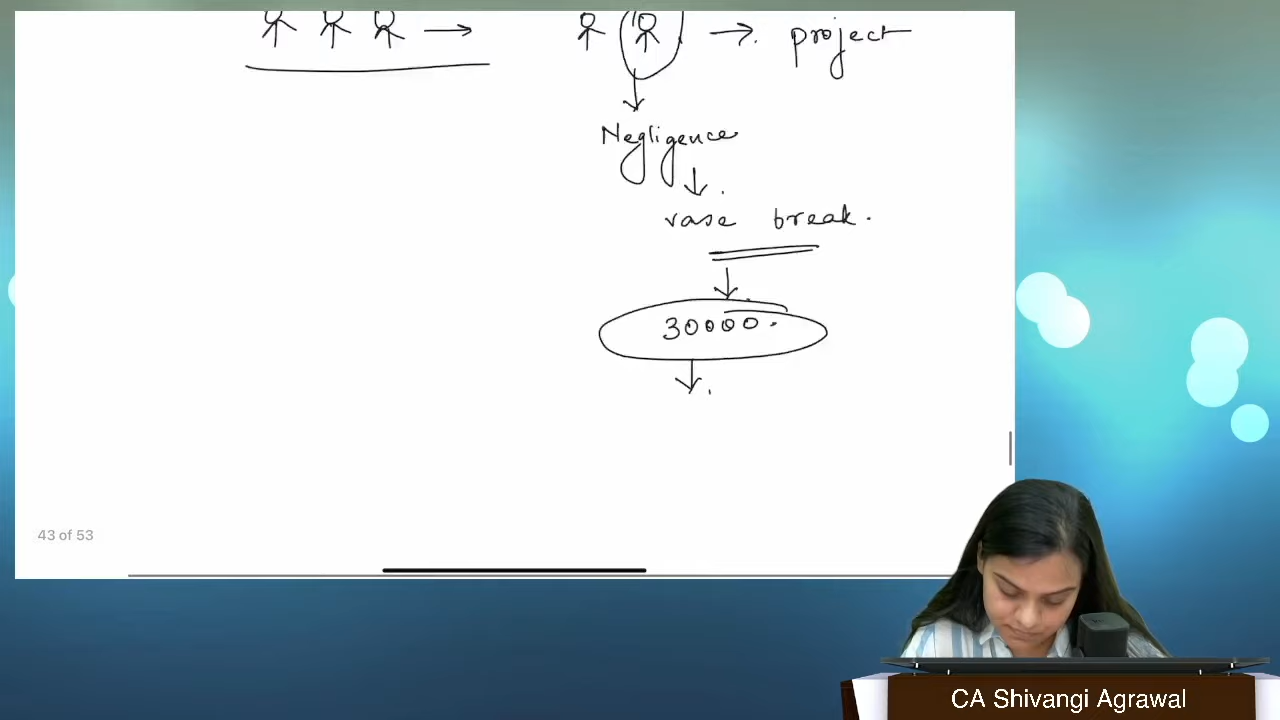 project
Negligence
vase break.
30000.
43 of 53
CA Shivangi Agrawal